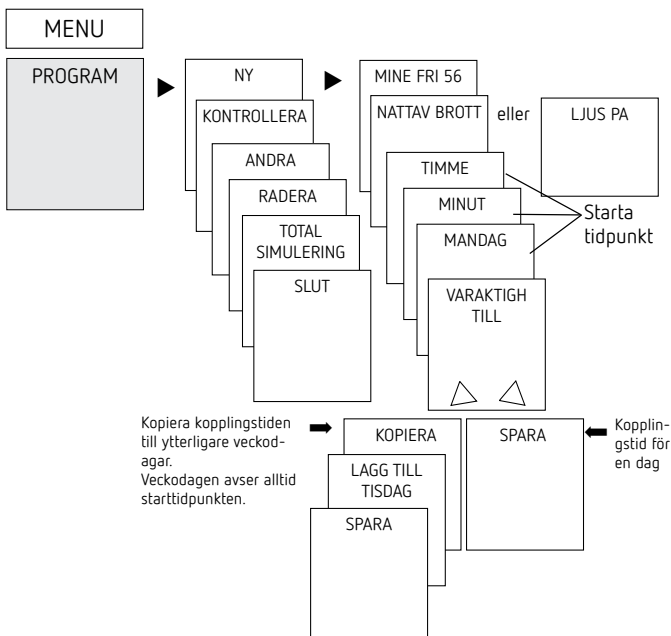 MENU
PROGRAM
NY
KONTROLLERA
ANDRA
RADERA
TOTAL
SIMULERING
SLUT
MINE FRI 56
NATTAV BROTT
eller
LJUS PA
TIMME
MINUT
MANDAG
VARAKTIGH
TILL
Starta
tidpunkt
Kopiera kopplingstiden
till ytterligare veckod-
agar.
Veckodagen avser alltid
starttidpunkten.
KOPIERA
LAGG TILL
TISDAG
SPARA
SPARA
Kopplin-
gstid för
en dag